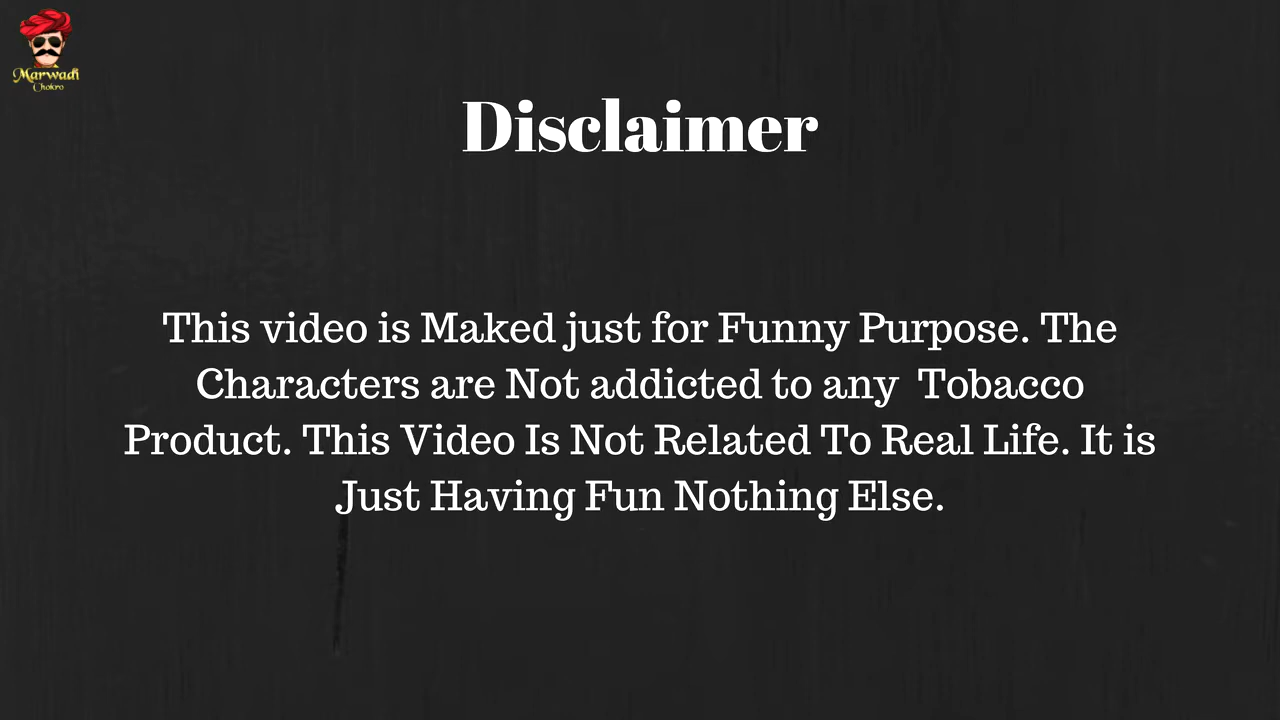 Marwadi
Chokro
Disclaimer
This video is Maked just for Funny Purpose. The
Characters are Not addicted to any  Tobacco
Product. This Video Is Not Related To Real Life. It is
Just Having Fun Nothing Else.